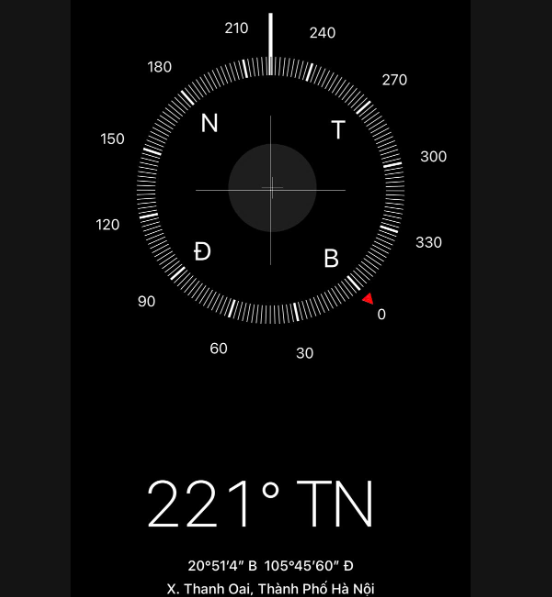 210
240
180
270
N
T
150
300
120
330
Đ
B
90
0
60
30
221° TN
20°51′4″ B 105°45′60″ Đ
X. Thanh Oai, Thành Phố Hà Nội